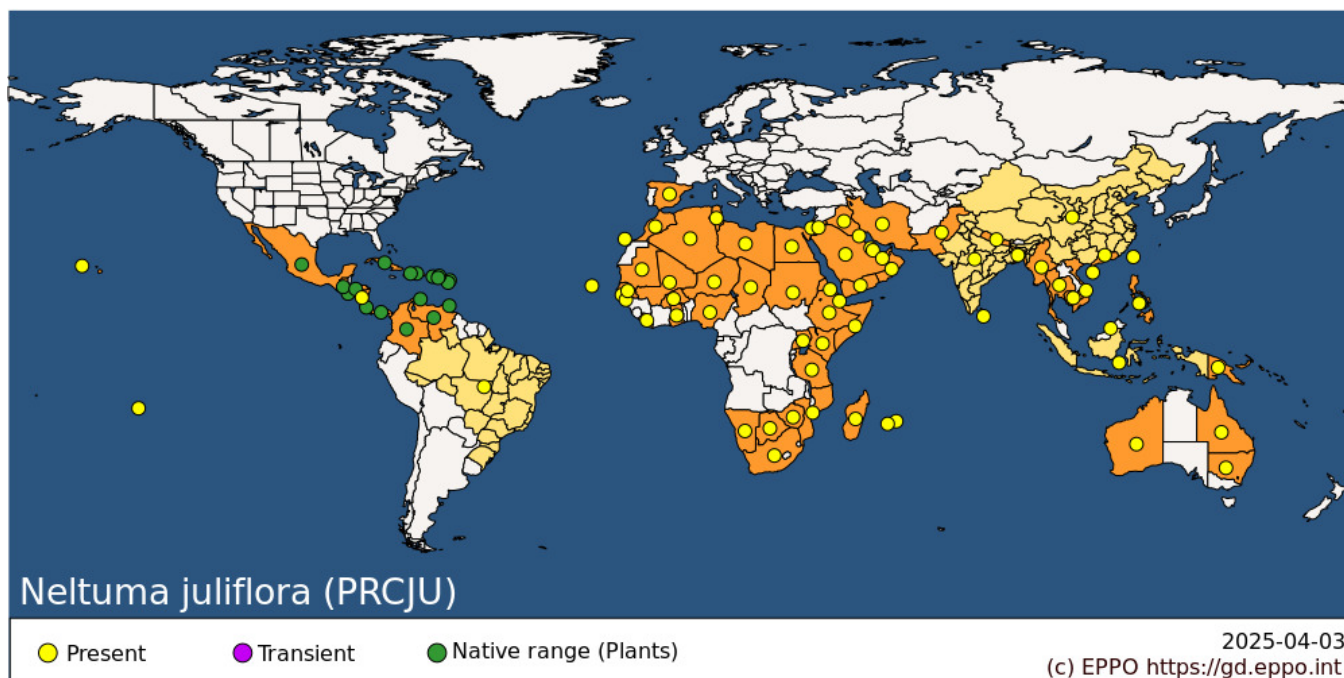 Neltuma juliflora (PRCJU)
Present
Transient
Native range (Plants)
2025-04-03
(c) EPPO https://gd.eppo.int